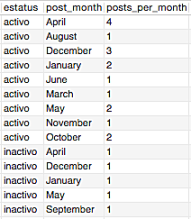 estatus post_month posts_per_month
activo April 4
activo August 1
activo December 3
activo January 2
activo June 1
activo March 1
activo May 2
activo November 1
activo October 2
inactivo April 1
inactivo December 1
inactivo January 1
inactivo May 1
inactivo September 1